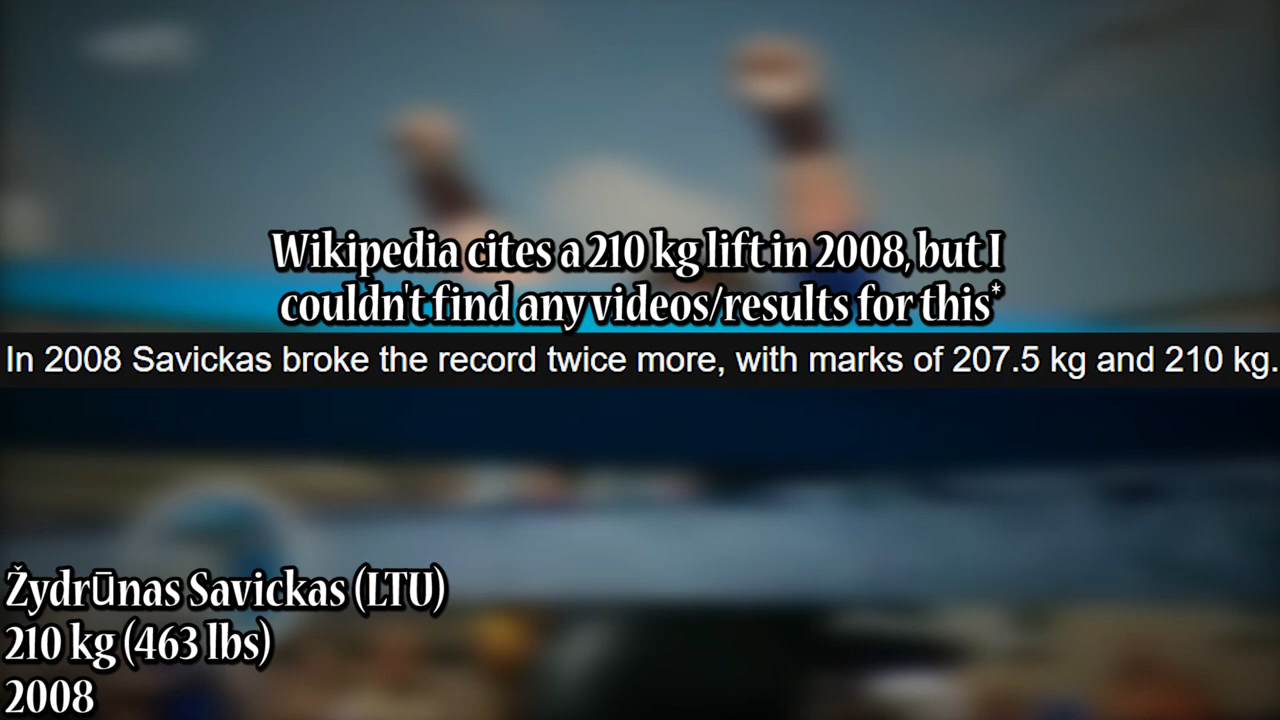 Wikipedia cites a 210 kg lift in 2008, but I
couldn't find any videos/results for this*
In 2008 Savickas broke the record twice more, with marks of 207.5 kg and 210 kg.
Žydrūnas Savickas (LTU)
210 kg (463 lbs)
2008